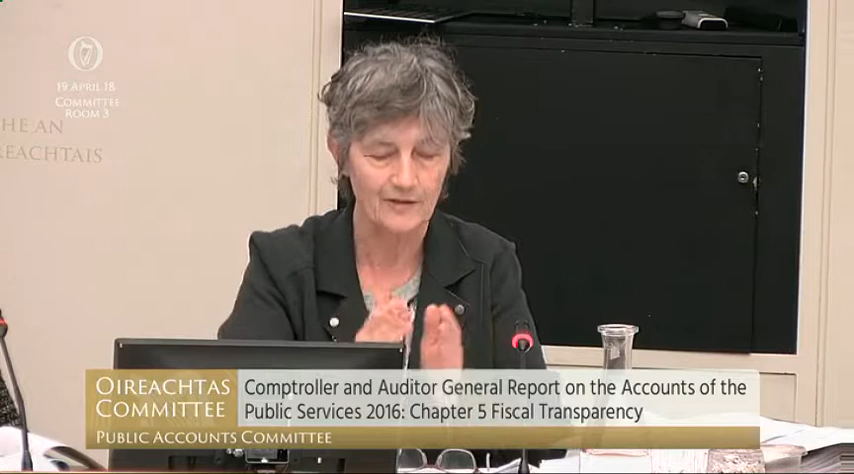 19 APRIL 18
COMMITTEE
ROOM 3
HE AN
REACHTAIS
OIREACHTAS
COMMITTEE
Comptroller and Auditor General Report on the Accounts of the
Public Services 2016: Chapter 5 Fiscal Transparency
PUBLIC ACCOUNTS COMMITTEE